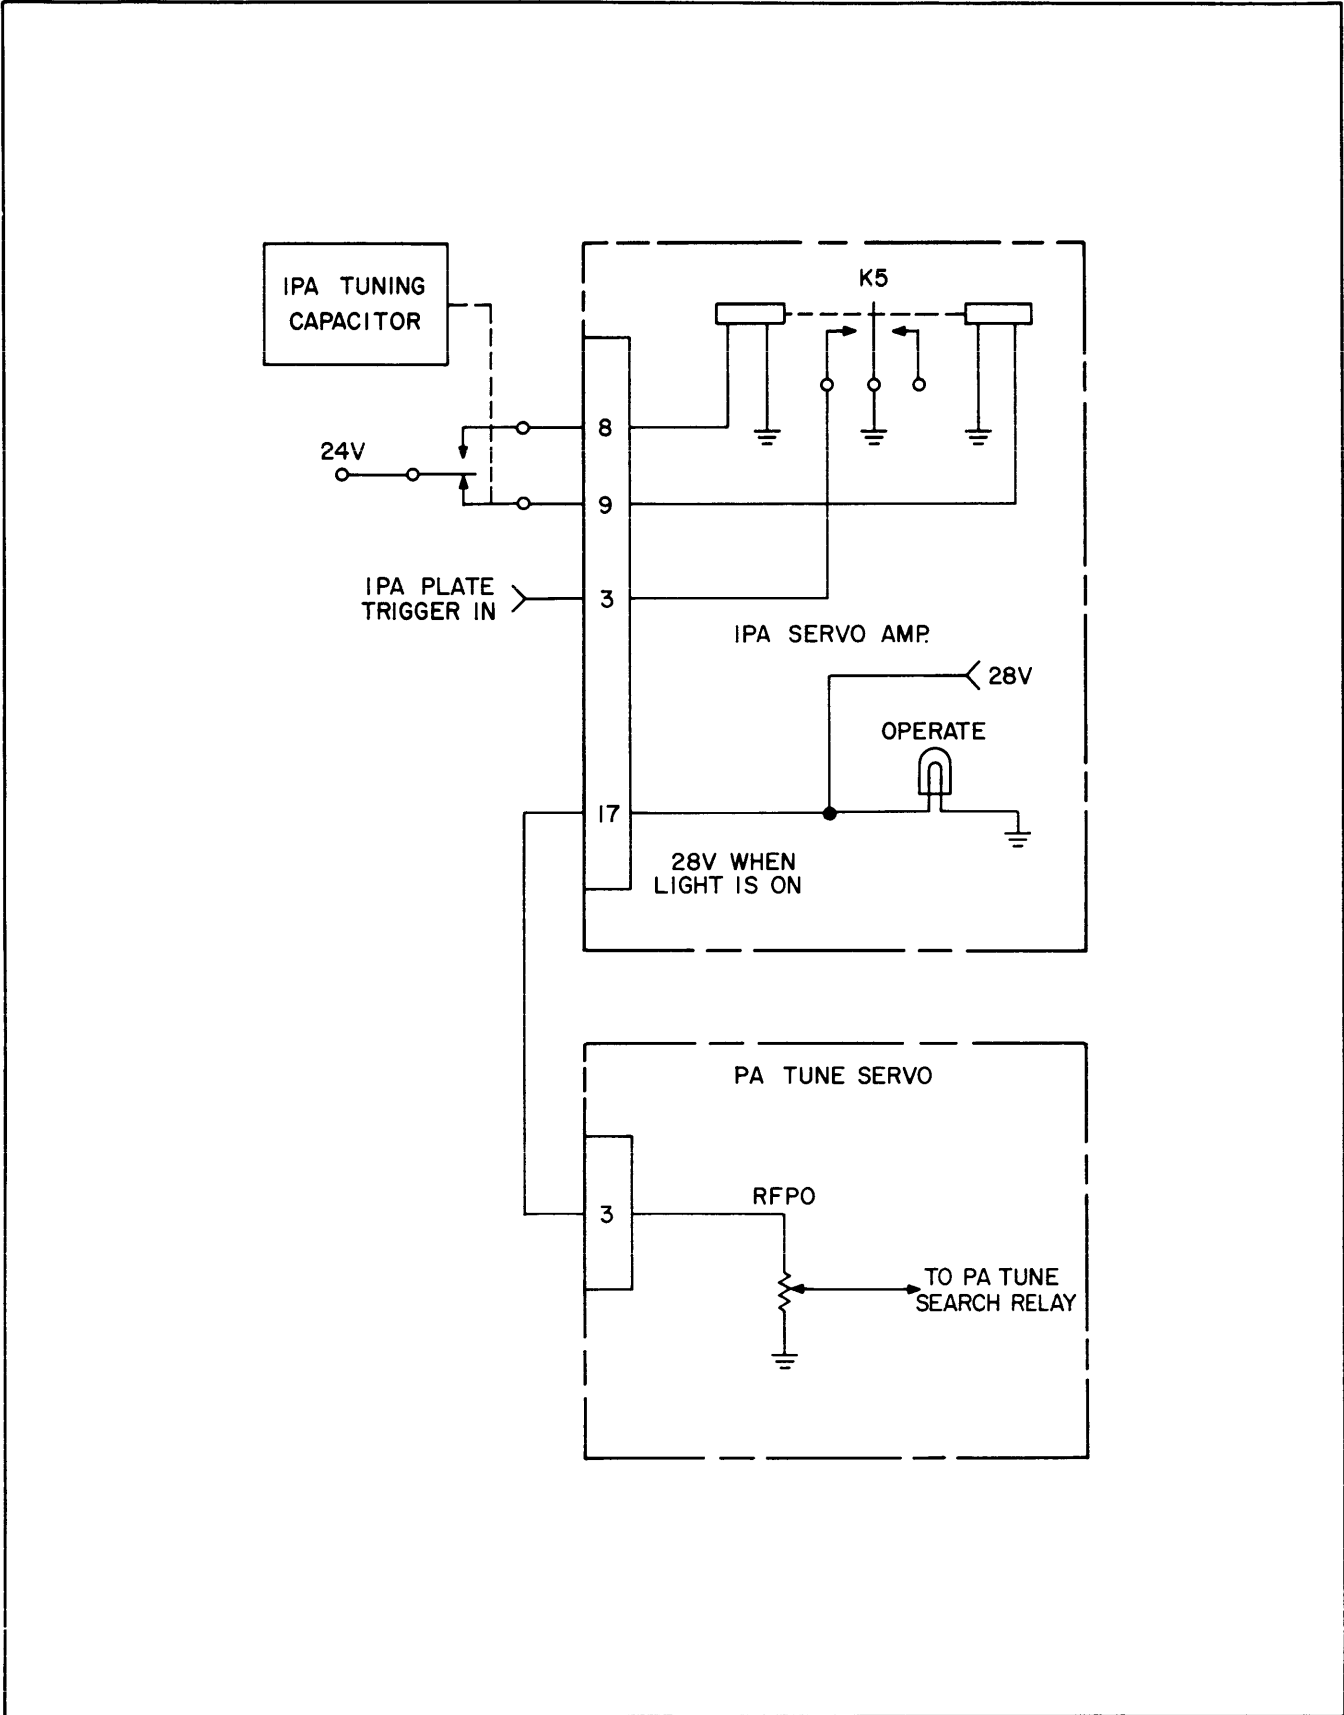 IPA TUNING
CAPACITOR
K5
8
24V
9
IPA PLATE
TRIGGER IN
3
IPA SERVO AMP.
28V
OPERATE
17
28V WHEN
LIGHT IS ON
PA TUNE SERVO
RFPO
3
TO PA TUNE
SEARCH RELAY